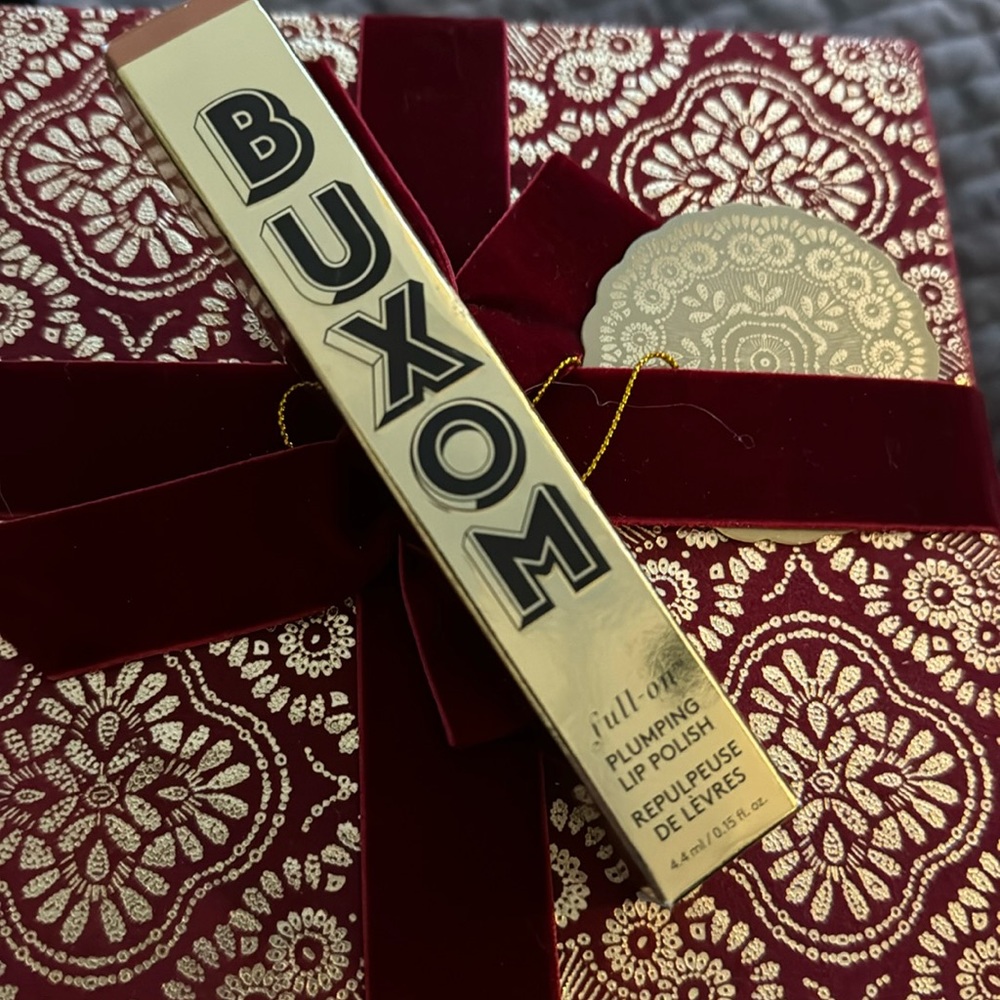 BUXOM
full-on
PLUMPING
LIP POLISH
REPULPEUSE
DE LÈVRES
4.4 ml / 0.15 fl. oz.